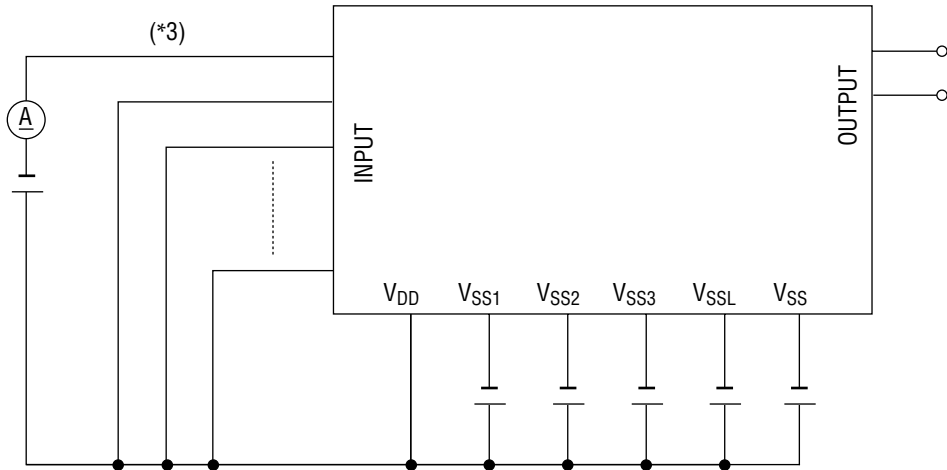 (*3)
A
INPUT
OUTPUT
VDD VSS1 VSS2 VSS3 VSSL VSS